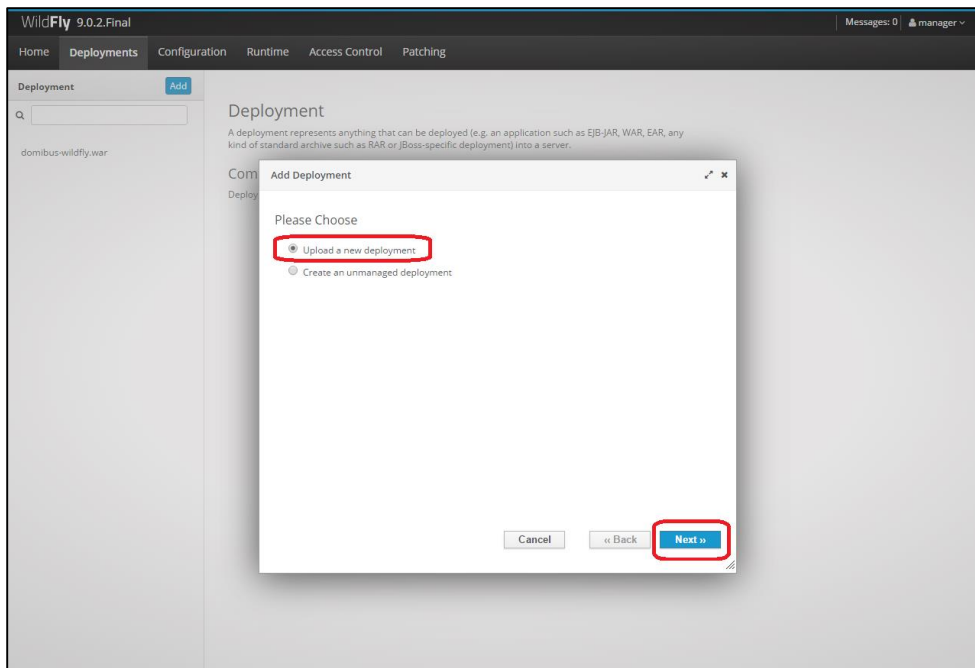 WildFly 9.0.2.Final
Messages: 0 manager
Home Deployments Configuration Runtime Access Control Patching
Deployment Add
domibus-wildfly.war
Deployment
A deployment represents anything that can be deployed (e.g. an application such as EJB-JAR, WAR, EAR, any
kind of standard archive such as RAR or JBoss-specific deployment) into a server.
Com
Deploy
Add Deployment
Please Choose
Upload a new deployment
Create an unmanaged deployment
Cancel « Back Next »